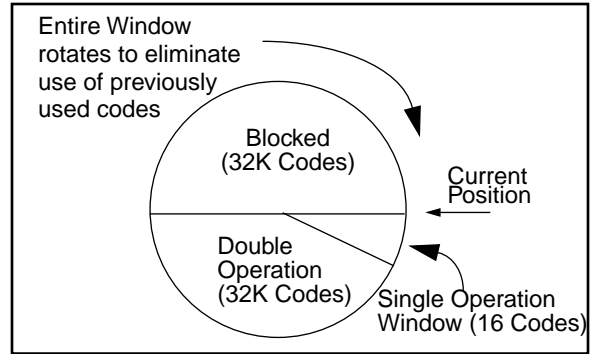 Entire Window
rotates to eliminate
use of previously
used codes
Blocked
(32K Codes)
Current
Position
Double
Operation
(32K Codes)
Single Operation
Window (16 Codes)